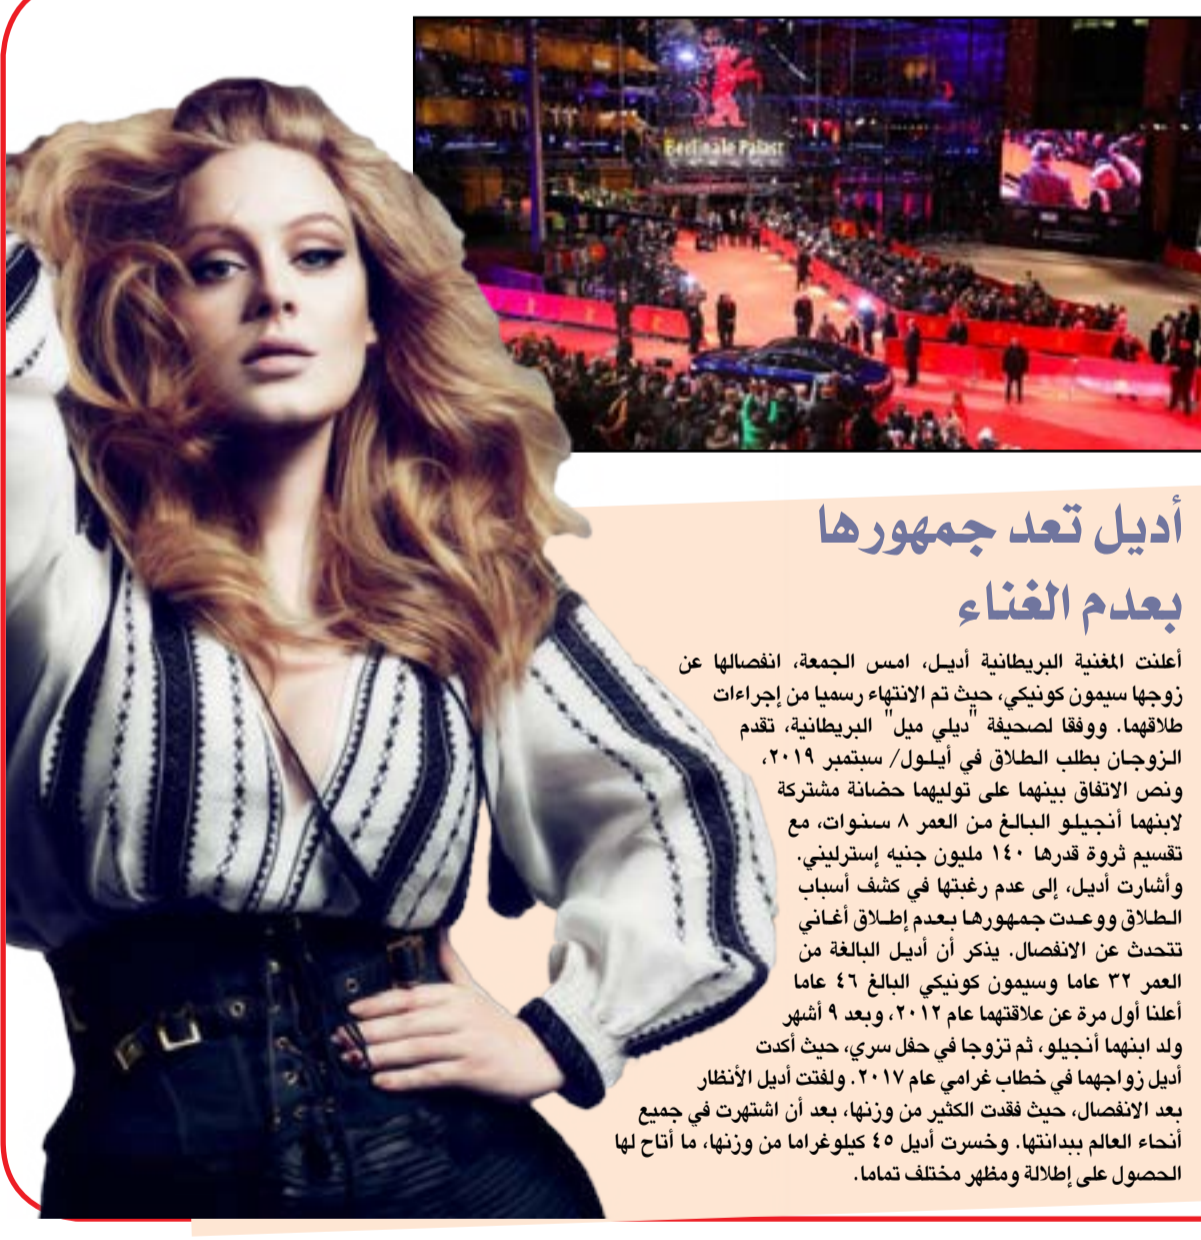 Berlinale Palast
أديل تعد جمهورها
بعدم الغناء
أعلنت المغنية البريطانية أديل، امس الجمعة، انفصالها عن
زوجها سيمون كونيكي، حيث تم الانتهاء رسميا من إجراءات
طلاقهما. ووفقا لصحيفة "ديلي ميل" البريطانية، تقدم
الزوجان بطلب الطلاق في أيلول/ سبتمبر ٢٠١٩،
ونص الاتفاق بينهما على توليهما حضانة مشتركة
لابنهما أنجيلو البالغ من العمر ٨ سنوات، مع
تقسيم ثروة قدرها ١٤٠ مليون جنيه إسترليني.
وأشارت أديل، إلى عدم رغبتها في كشف أسباب
الطلاق ووعدت جمهورها بعدم إطلاق أغاني
تتحدث عن الانفصال. يذكر أن أديل البالغة من
العمر ٣٢ عاما وسيمون كونيكي البالغ ٤٦ عاما
أعلنا أول مرة عن علاقتهما عام ٢٠١٢، وبعد ٩ أشهر
ولد ابنهما أنجيلو، ثم تزوجا في حفل سري، حيث أكدت
أديل زواجهما في خطاب غرامي عام ٢٠١٧. ولفتت أديل الأنظار
بعد الانفصال، حيث فقدت الكثير من وزنها، بعد أن اشتهرت في جميع
أنحاء العالم ببدانتها. وخسرت أديل ٤٥ كيلوغراما من وزنها، ما أتاح لها
الحصول على إطلالة ومظهر مختلف تماما.